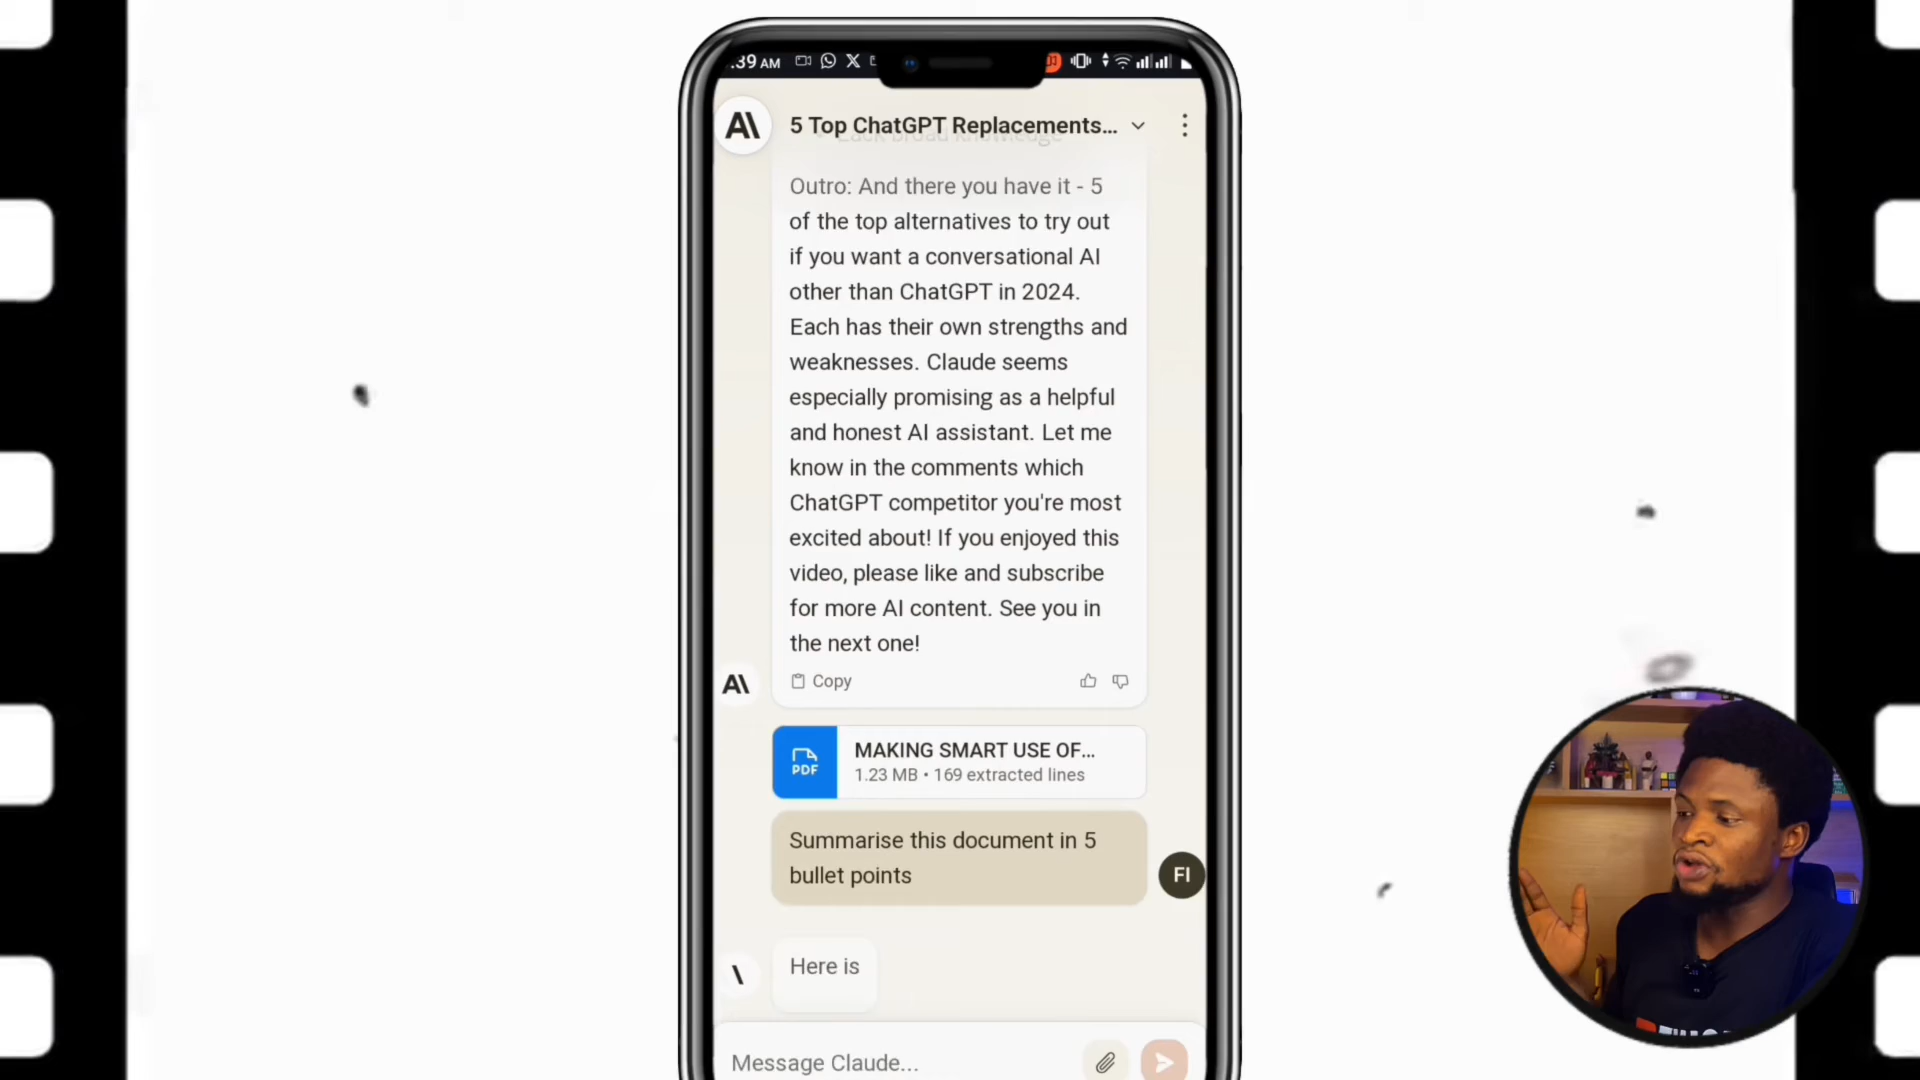 :39 AM
5 Top ChatGPT Replacements...
Lack broad knowledge
Outro: And there you have it - 5
of the top alternatives to try out
if you want a conversational AI
other than ChatGPT in 2024.
Each has their own strengths and
weaknesses. Claude seems
especially promising as a helpful
and honest AI assistant. Let me
know in the comments which
ChatGPT competitor you're most
excited about! If you enjoyed this
video, please like and subscribe
for more AI content. See you in
the next one!
Copy
PDF
MAKING SMART USE OF...
1.23 MB • 169 extracted lines
Summarise this document in 5
bullet points
FI
Here is
Message Claude...